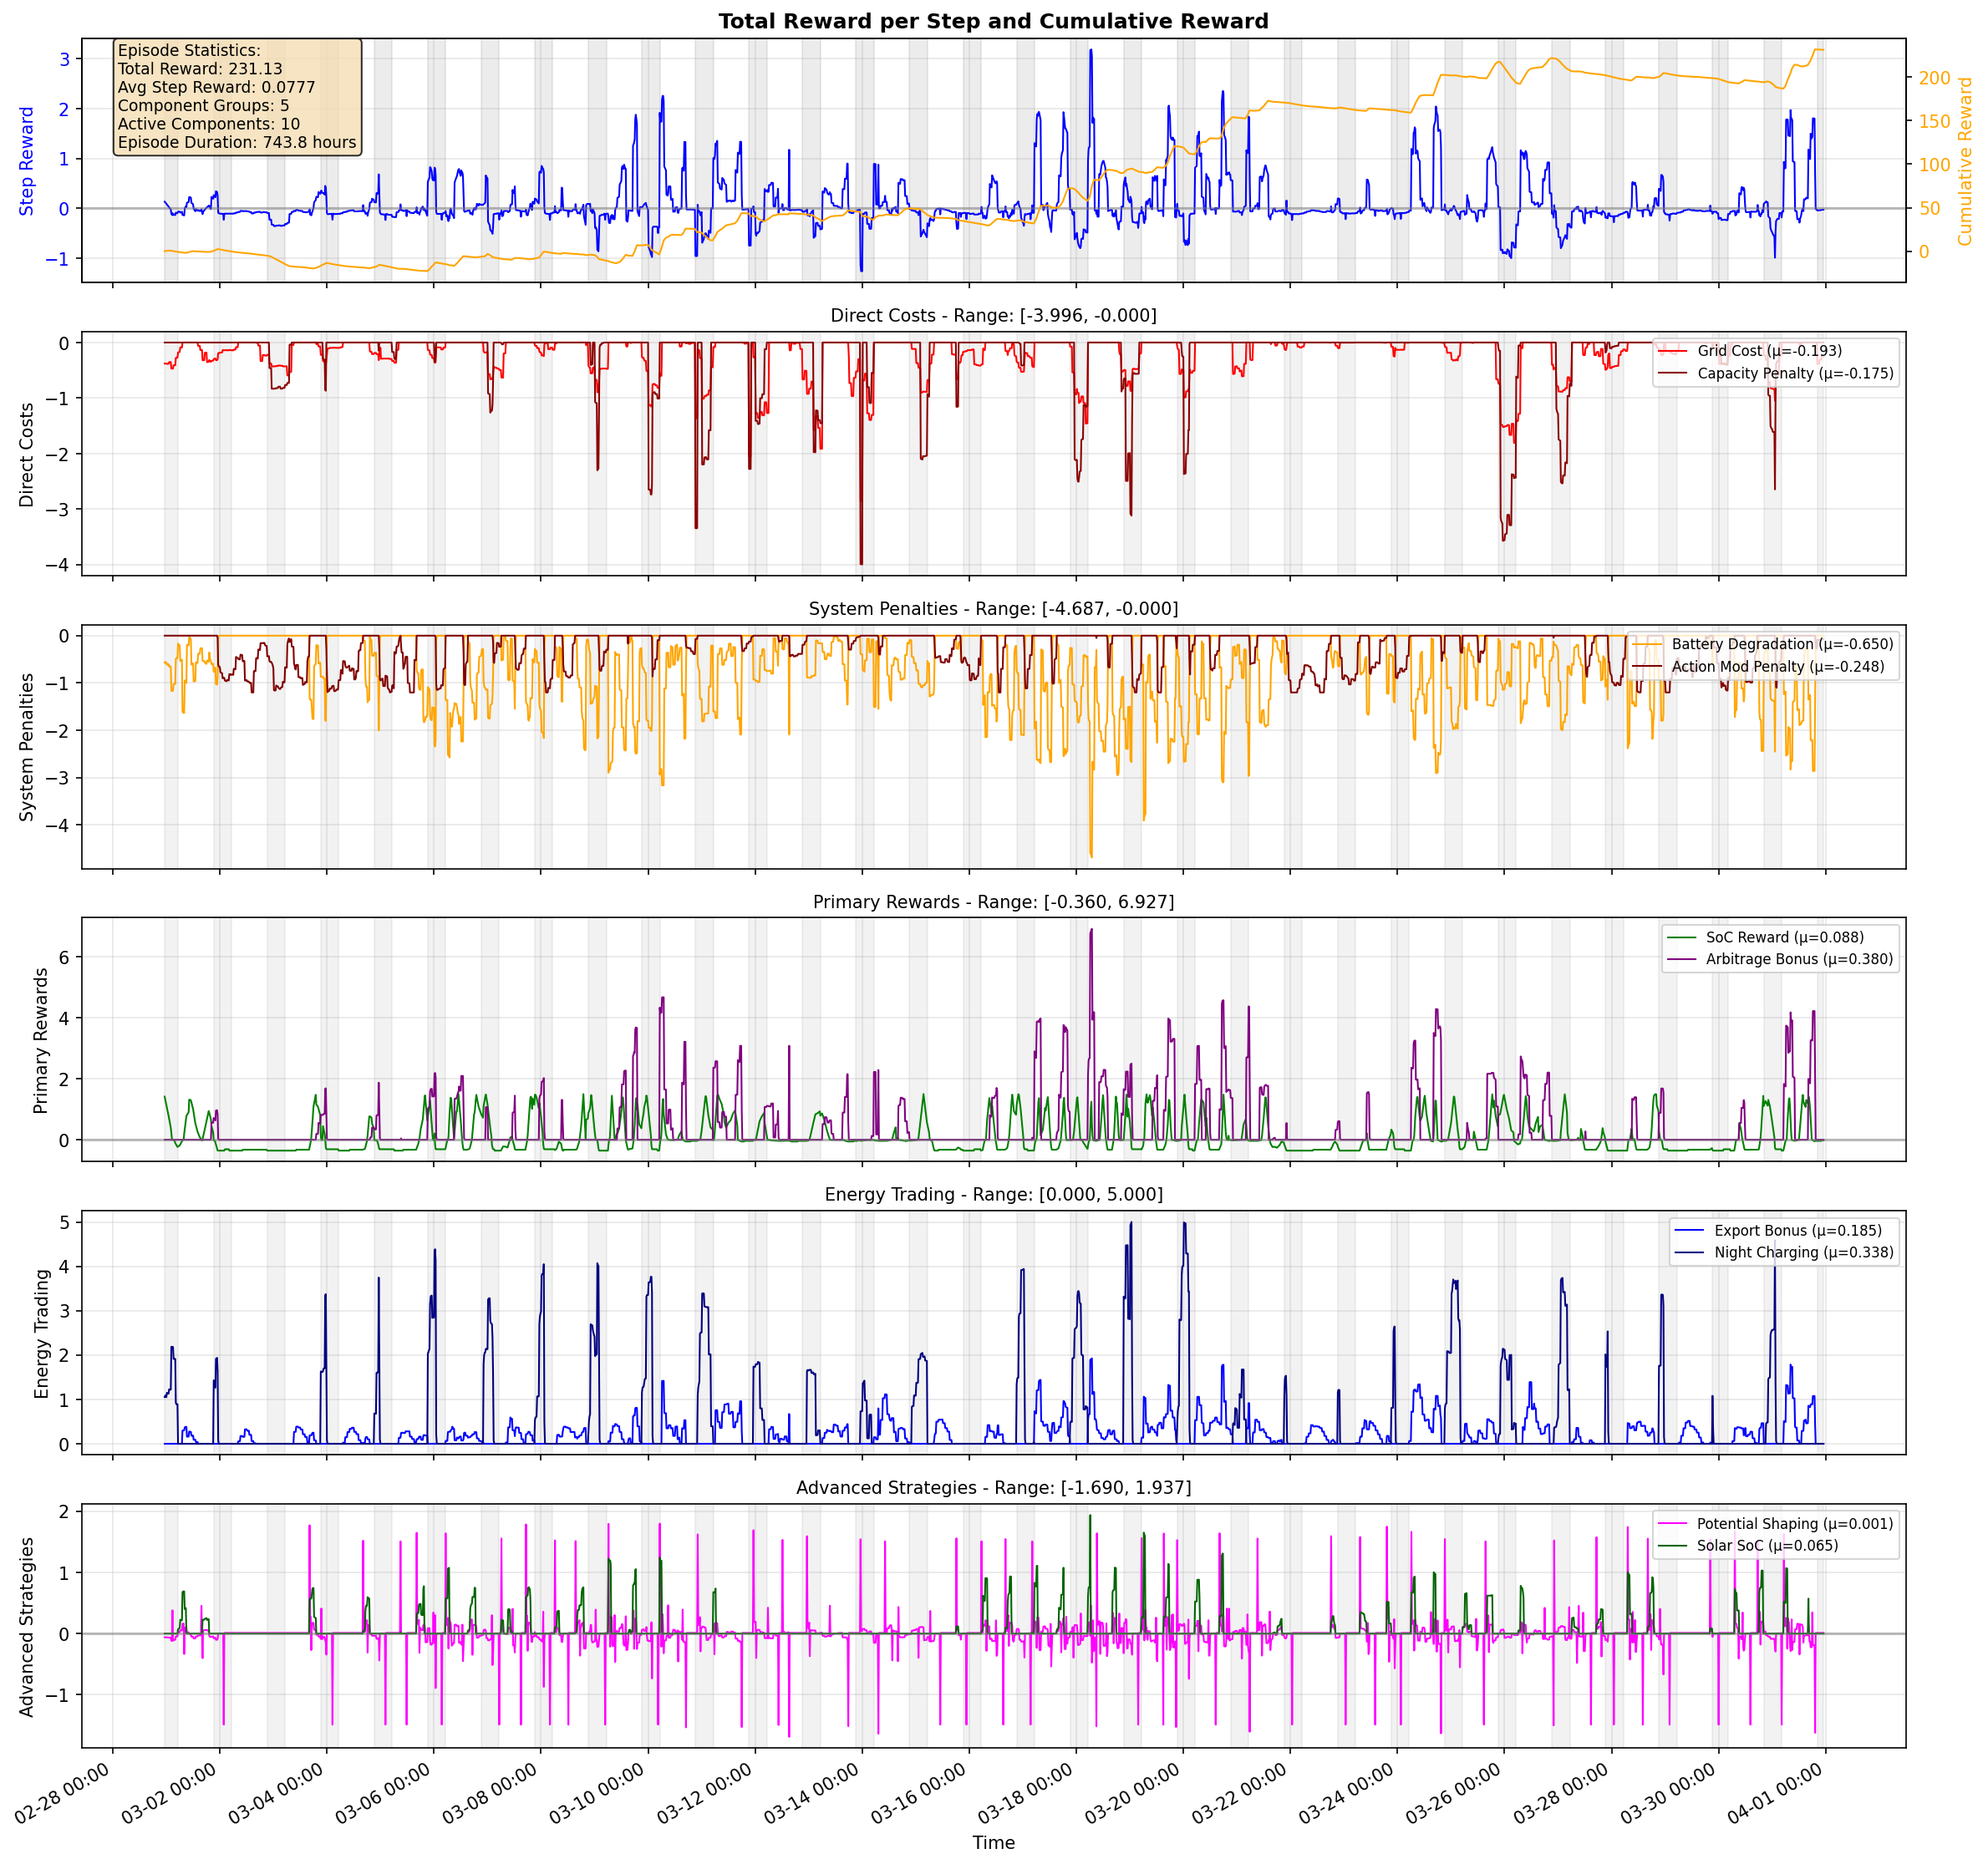 Total Reward per Step and Cumulative Reward
Episode Statistics:
Total Reward: 231.13
Avg Step Reward: 0.0777
Component Groups: 5
Active Components: 10
Episode Duration: 743.8 hours
Step Reward
3
2
1
0
−1
Cumulative Reward
200
150
100
50
0
Direct Costs - Range: [-3.996, -0.000]
Grid Cost (μ=-0.193)
Capacity Penalty (μ=-0.175)
Direct Costs
0
−1
−2
−3
−4
System Penalties - Range: [-4.687, -0.000]
Battery Degradation (μ=-0.650)
Action Mod Penalty (μ=-0.248)
System Penalties
0
−1
−2
−3
−4
Primary Rewards - Range: [-0.360, 6.927]
SoC Reward (μ=0.088)
Arbitrage Bonus (μ=0.380)
Primary Rewards
6
4
2
0
Energy Trading - Range: [0.000, 5.000]
Export Bonus (μ=0.185)
Night Charging (μ=0.338)
Energy Trading
5
4
3
2
1
0
Advanced Strategies - Range: [-1.690, 1.937]
Potential Shaping (μ=0.001)
Solar SoC (μ=0.065)
Advanced Strategies
2
1
0
−1
02-28 00:00
03-02 00:00
03-04 00:00
03-06 00:00
03-08 00:00
03-10 00:00
03-12 00:00
03-14 00:00
03-16 00:00
03-18 00:00
03-20 00:00
03-22 00:00
03-24 00:00
03-26 00:00
03-28 00:00
03-30 00:00
04-01 00:00
Time